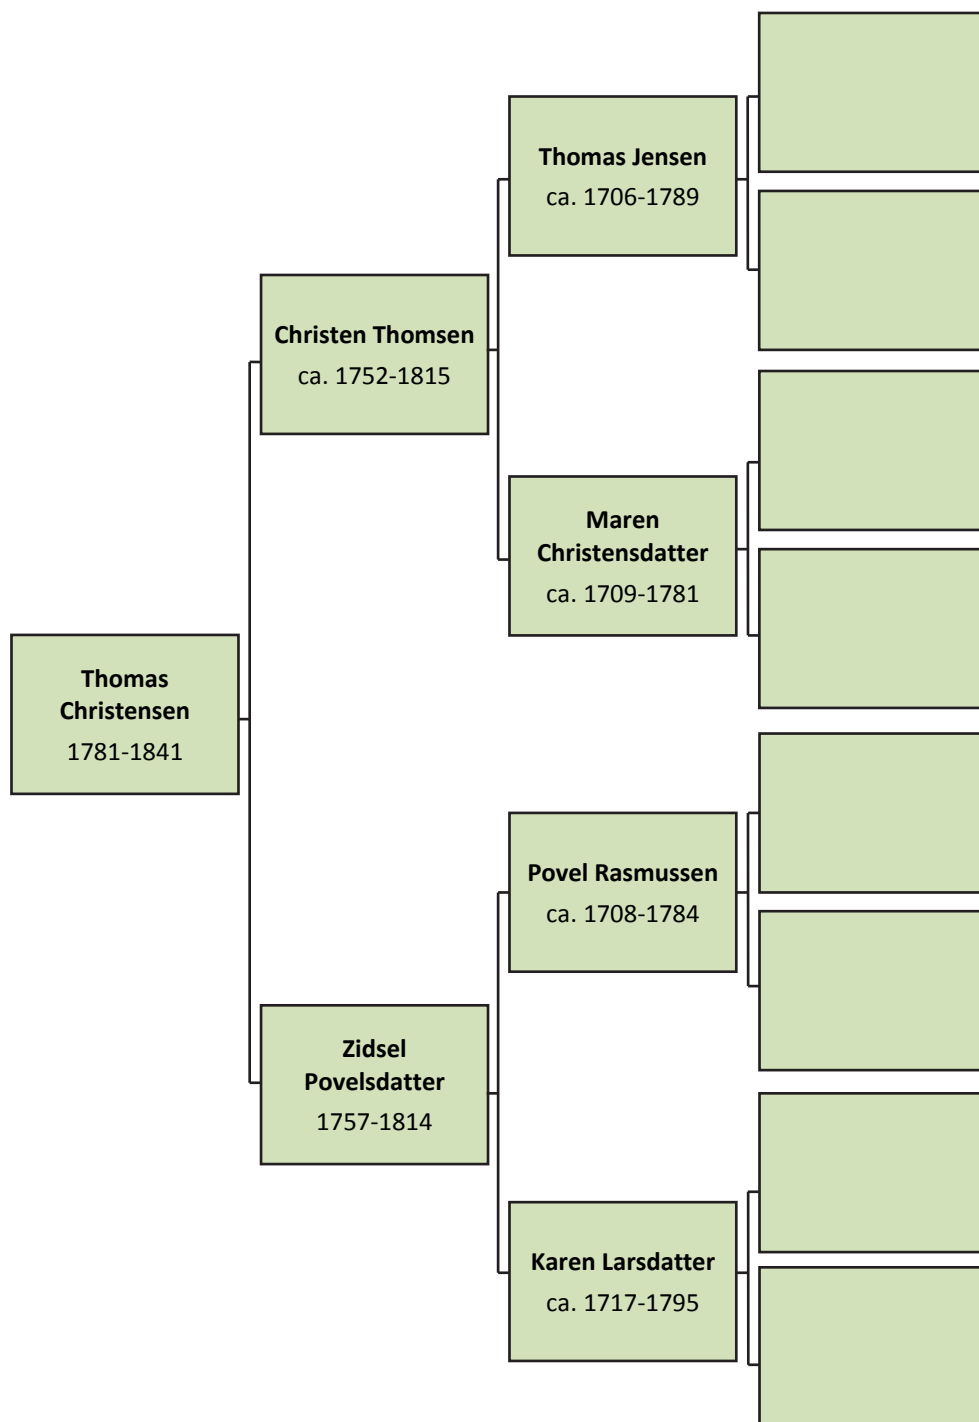 Thomas Jensen
ca. 1706-1789
Christen Thomsen
ca. 1752-1815
Maren
Christensdatter
ca. 1709-1781
Thomas
Christensen
1781-1841
Povel Rasmussen
ca. 1708-1784
Zidsel
Povelsdatter
1757-1814
Karen Larsdatter
ca. 1717-1795